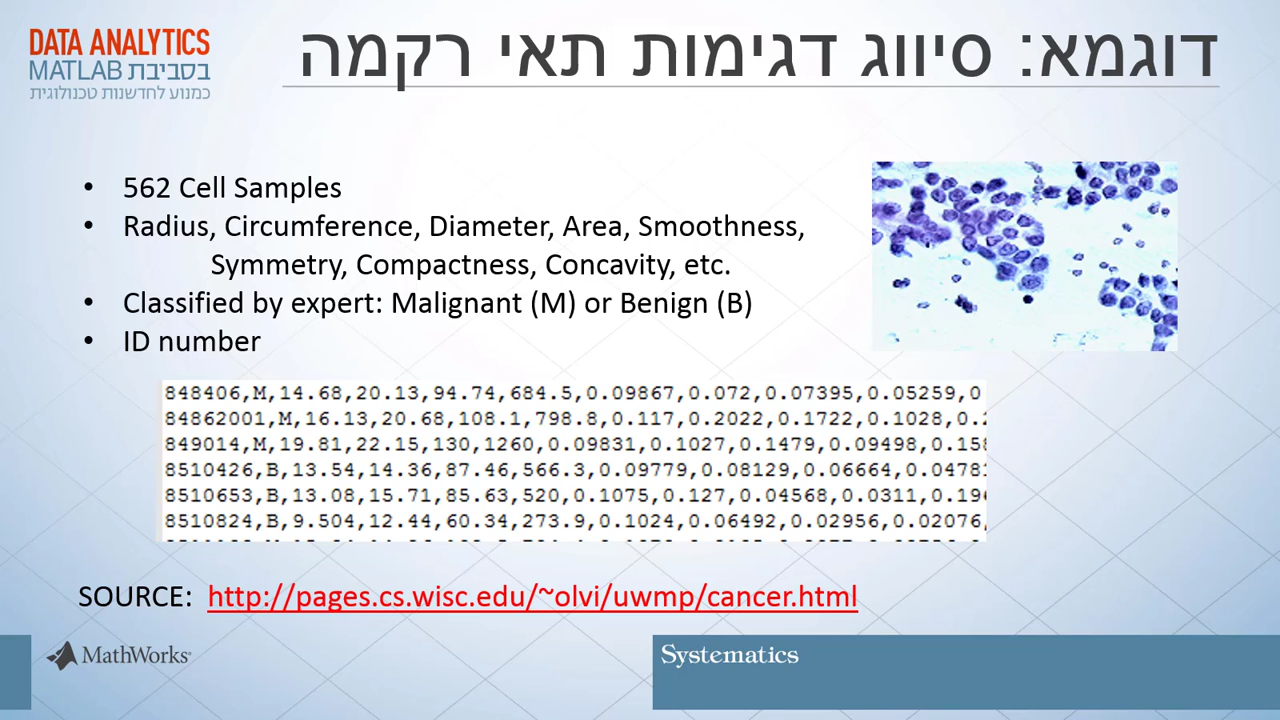 DATA ANALYTICS
בסביבת MATLAB
כמנוע לחדשנות טכנולוגית
דוגמא: סיווג דגימות תאי רקמה
• 562 Cell Samples
• Radius, Circumference, Diameter, Area, Smoothness,
Symmetry, Compactness, Concavity, etc.
• Classified by expert: Malignant (M) or Benign (B)
• ID number
848406,M,14.68,20.13,94.74,684.5,0.09867,0.072,0.07395,0.05259,0
84862001,M,16.13,20.68,108.1,798.8,0.117,0.2022,0.1722,0.1028,0.2
849014,M,19.81,22.15,130,1260,0.09831,0.1027,0.1479,0.09498,0.158
8510426,B,13.54,14.36,87.46,566.3,0.09779,0.08129,0.06664,0.04781
8510653,B,13.08,15.71,85.63,520,0.1075,0.127,0.04568,0.0311,0.196
8510824,B,9.504,12.44,60.34,273.9,0.1024,0.06492,0.02956,0.02076,
SOURCE: http://pages.cs.wisc.edu/~olvi/uwmp/cancer.html
MathWorks
Systematics